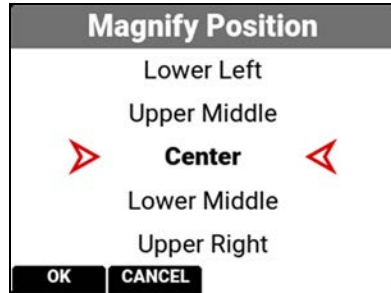 Magnify Position
Lower Left
Upper Middle
Center
Lower Middle
Upper Right
OK CANCEL